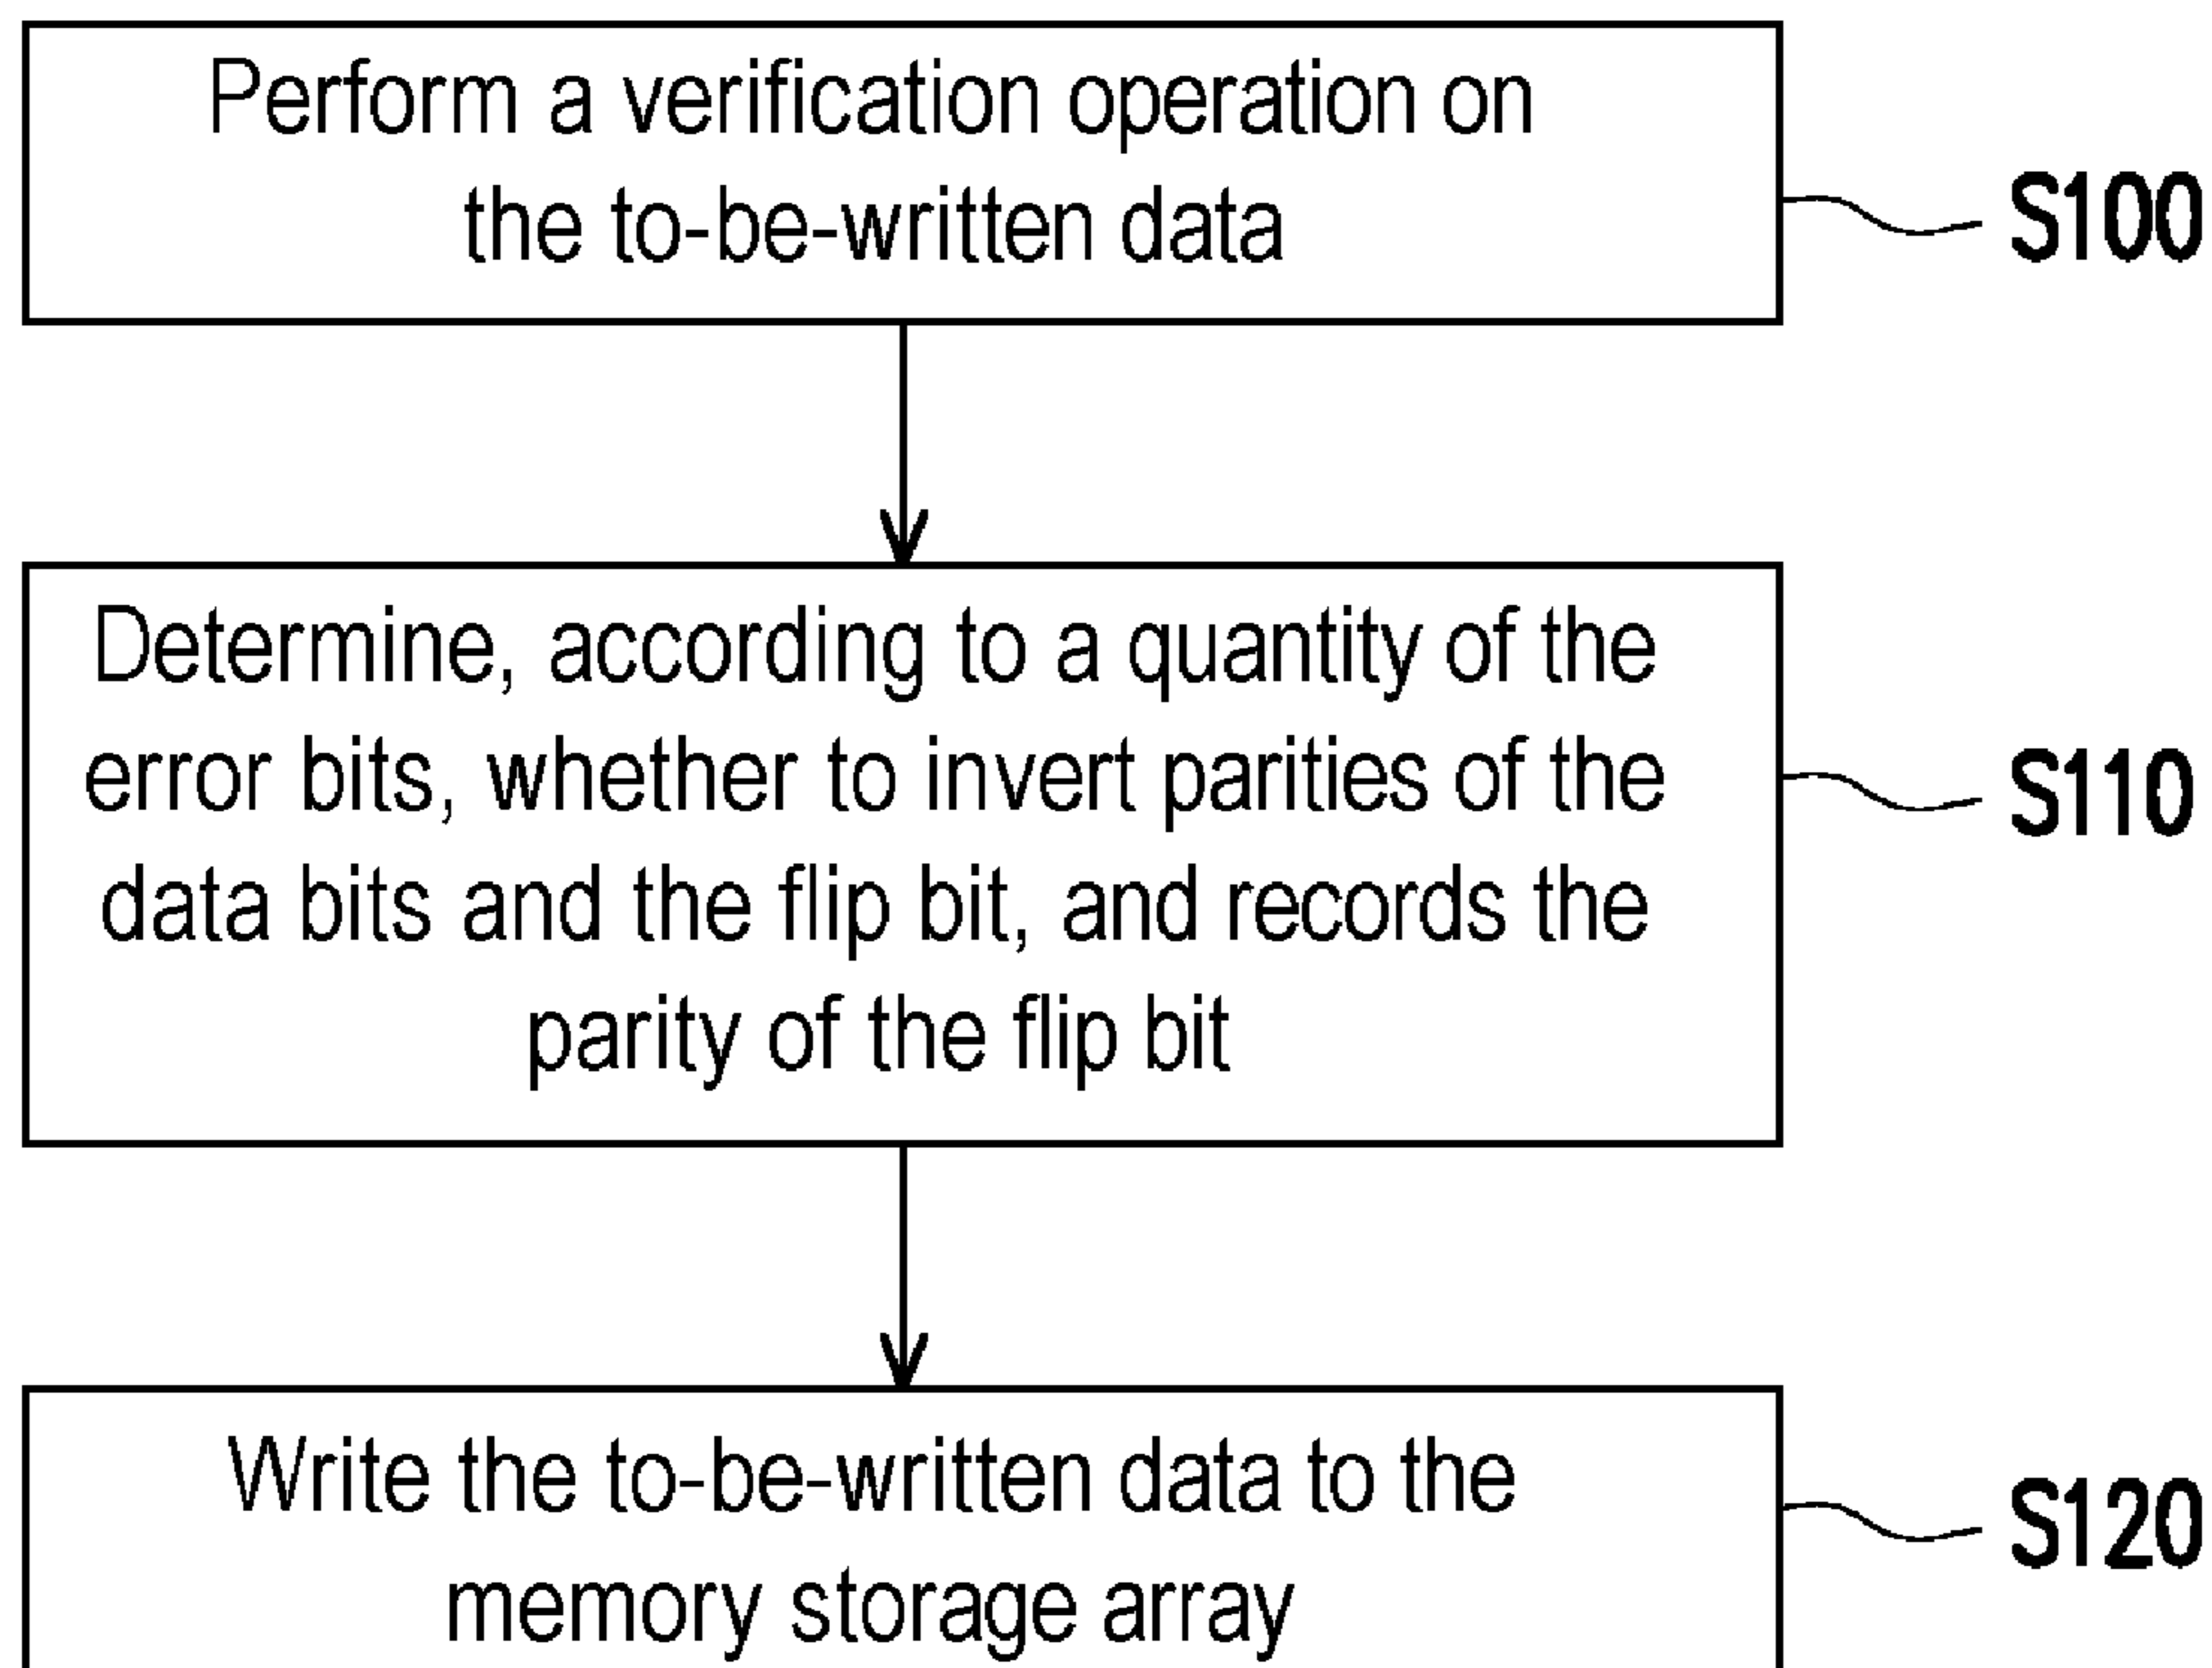 Perform a verification operation on
the to-be-written data
S100
Determine, according to a quantity of the
error bits, whether to invert parities of the
data bits and the flip bit, and records the
parity of the flip bit
S110
Write the to-be-written data to the
memory storage array
S120